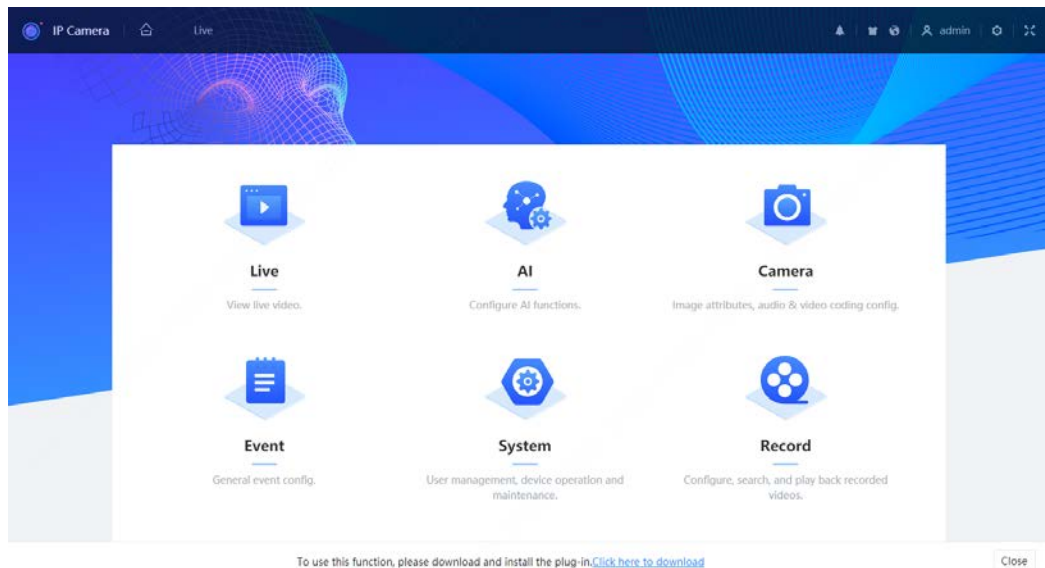 IP Camera
Live
admin
Live
View live video.
AI
Configure AI functions.
Camera
Image attributes, audio & video coding config.
Event
General event config.
System
User management, device operation and
maintenance.
Record
Configure, search, and play back recorded
videos.
To use this function, please download and install the plug-in.Click here to download
Close